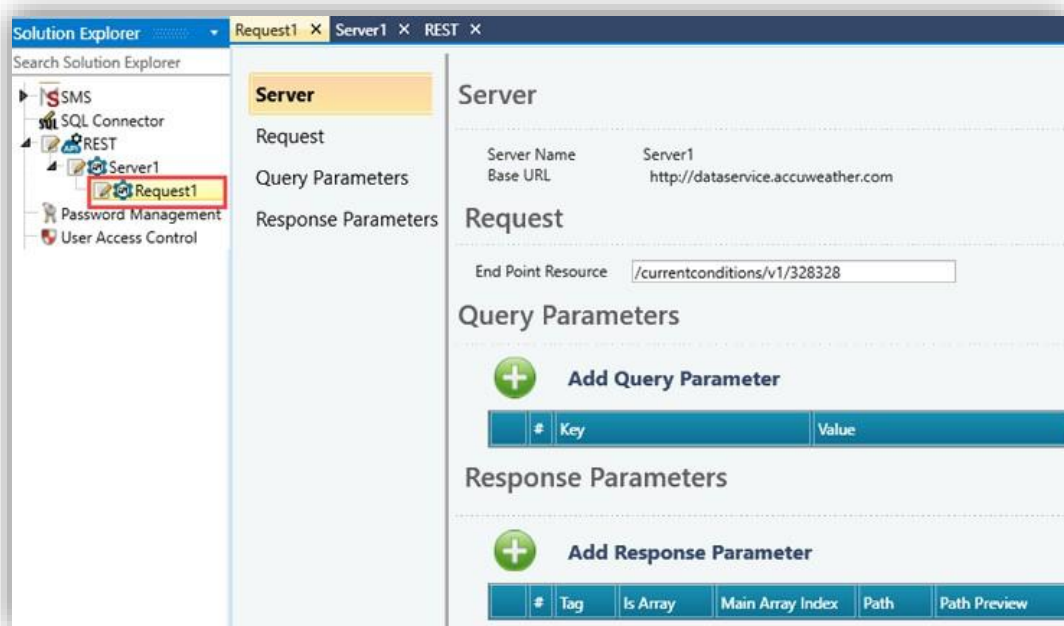 Solution Explorer
Request1 X Server1 X REST X
Search Solution Explorer
SMS
SQL Connector
REST
Server1
Request1
Password Management
User Access Control
Server
Request
Query Parameters
Response Parameters
Server
Server Name Server1
Base URL http://dataservice.accuweather.com
Request
End Point Resource /currentconditions/v1/328328
Query Parameters
Add Query Parameter
# Key Value
Response Parameters
Add Response Parameter
# Tag Is Array Main Array Index Path Path Preview